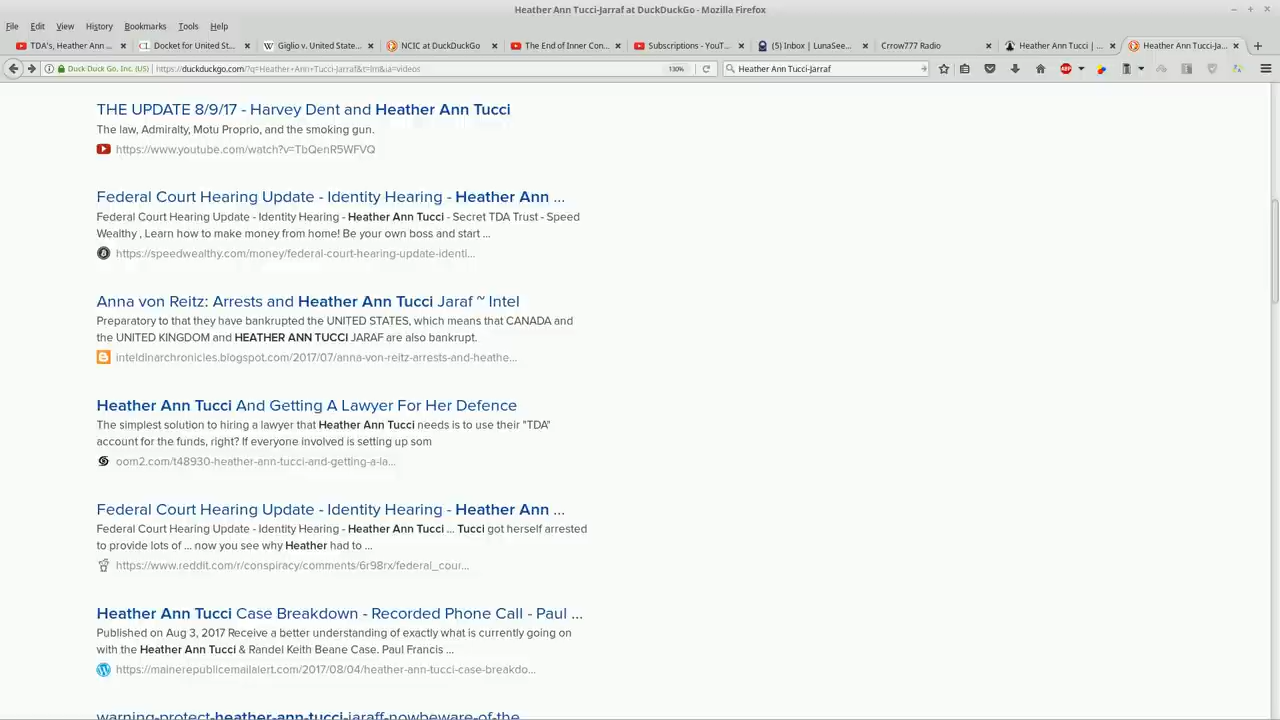 Heather Ann Tucci-Jarraf at DuckDuckGo - Mozilla Firefox
File Edit View History Bookmarks Tools Help
TDA's, Heather Ann ... Docket for United St... Giglio v. United State... NCIC at DuckDuckGo The End of Inner Con... Subscriptions - YouT... (5) Inbox | LunaSee... Crrow777 Radio Heather Ann Tucci | ... Heather Ann Tucci-Ja...
Duck Duck Go, Inc. (US) https://duckduckgo.com/?q=Heather+Ann+Tucci-Jarraf&t=lm&ia=videos 130% Heather Ann Tucci-Jarraf ABP
THE UPDATE 8/9/17 - Harvey Dent and Heather Ann Tucci
The law, Admiralty, Motu Proprio, and the smoking gun.
https://www.youtube.com/watch?v=TbQenR5WFVQ
Federal Court Hearing Update - Identity Hearing - Heather Ann ...
Federal Court Hearing Update - Identity Hearing - Heather Ann Tucci - Secret TDA Trust - Speed
Wealthy , Learn how to make money from home! Be your own boss and start ...
https://speedwealthy.com/money/federal-court-hearing-update-identi...
Anna von Reitz: Arrests and Heather Ann Tucci Jaraf ~ Intel
Preparatory to that they have bankrupted the UNITED STATES, which means that CANADA and
the UNITED KINGDOM and HEATHER ANN TUCCI JARAF are also bankrupt.
inteldinarchronicles.blogspot.com/2017/07/anna-von-reitz-arrests-and-heathe...
Heather Ann Tucci And Getting A Lawyer For Her Defence
The simplest solution to hiring a lawyer that Heather Ann Tucci needs is to use their "TDA"
account for the funds, right? If everyone involved is setting up som
oom2.com/t48930-heather-ann-tucci-and-getting-a-la...
Federal Court Hearing Update - Identity Hearing - Heather Ann ...
Federal Court Hearing Update - Identity Hearing - Heather Ann Tucci ... Tucci got herself arrested
to provide lots of ... now you see why Heather had to ...
https://www.reddit.com/r/conspiracy/comments/6r98rx/federal_cour...
Heather Ann Tucci Case Breakdown - Recorded Phone Call - Paul ...
Published on Aug 3, 2017 Receive a better understanding of exactly what is currently going on
with the Heather Ann Tucci & Randel Keith Beane Case. Paul Francis ...
https://mainerepublicemailalert.com/2017/08/04/heather-ann-tucci-case-breakdo...
warning-protect-heather-ann-tucci-jaraff-nowbeware-of-the